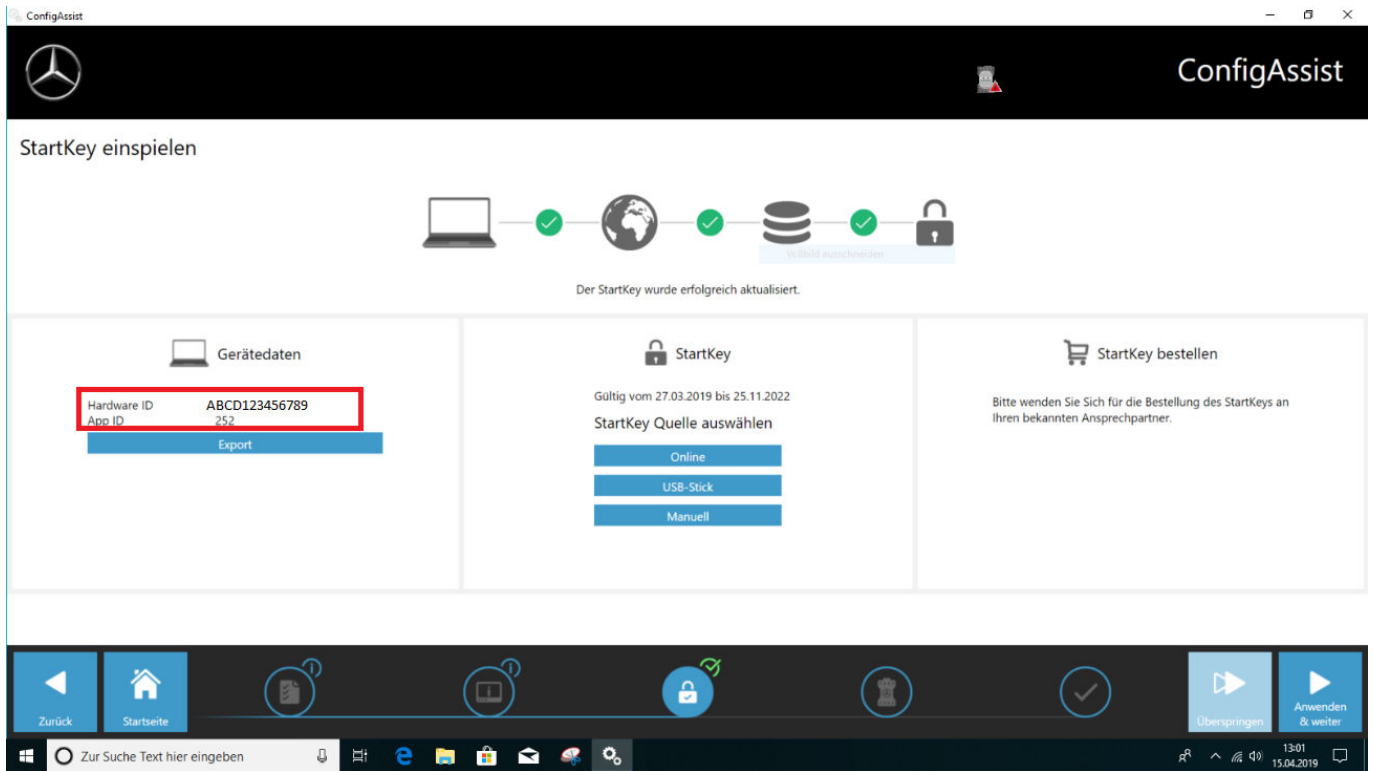 ConfigAssist
ConfigAssist
StartKey einspielen
Vollbild ausschneiden
Der StartKey wurde erfolgreich aktualisiert.
Gerätedaten
Hardware ID ABCD123456789
App ID 252
Export
StartKey
Gültig vom 27.03.2019 bis 25.11.2022
StartKey Quelle auswählen
Online
USB-Stick
Manuell
StartKey bestellen
Bitte wenden Sie Sich für die Bestellung des StartKeys an
Ihren bekannten Ansprechpartner.
Zurück
Startseite
Überspringen
Anwenden
& weiter
Zur Suche Text hier eingeben
13:01
15.04.2019